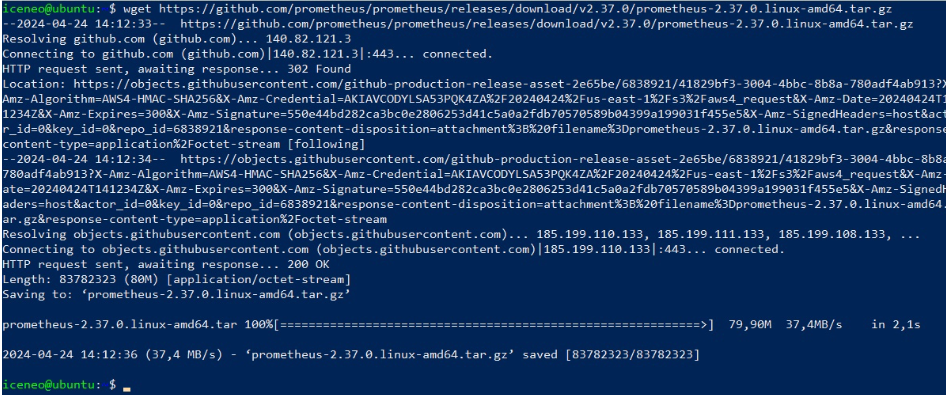 iceneo@ubuntu: $ wget https://github.com/prometheus/prometheus/releases/download/v2.37.0/prometheus-2.37.0.linux-amd64.tar.gz
--2024-04-24 14:12:33--  https://github.com/prometheus/prometheus/releases/download/v2.37.0/prometheus-2.37.0.linux-amd64.tar.gz
Resolving github.com (github.com)... 140.82.121.3
Connecting to github.com (github.com)|140.82.121.3|:443... connected.
HTTP request sent, awaiting response... 302 Found
Location: https://objects.githubusercontent.com/github-production-release-asset-2e65be/6838921/41829bf3-3004-4bbc-8b8a-780adf4ab913?X
Amz-Algorithm=AWS4-HMAC-SHA256&X-Amz-Credential=AKIAVCODYLSA53PQK4ZA%2F20240424%2Fus-east-1%2Fs3%2Faws4_request&X-Amz-Date=20240424T1
1234Z&X-Amz-Expires=300&X-Amz-Signature=550e44bd282ca3bc0e2806253d41c5a0a2fdb70570589b04399a199031f455e5&X-Amz-SignedHeaders=host&act
r_id=0&key_id=0&repo_id=6838921&response-content-disposition=attachment%3B%20filename%3Dprometheus-2.37.0.linux-amd64.tar.gz&response
content-type=application%2Foctet-stream [following]
--2024-04-24 14:12:34--  https://objects.githubusercontent.com/github-production-release-asset-2e65be/6838921/41829bf3-3004-4bbc-8b8a
780adf4ab913?X-Amz-Algorithm=AWS4-HMAC-SHA256&X-Amz-Credential=AKIAVCODYLSA53PQK4ZA%2F20240424%2Fus-east-1%2Fs3%2Faws4_request&X-Amz-
ate=20240424T141234Z&X-Amz-Expires=300&X-Amz-Signature=550e44bd282ca3bc0e2806253d41c5a0a2fdb70570589b04399a199031f455e5&X-Amz-SignedH
aders=host&actor_id=0&key_id=0&repo_id=6838921&response-content-disposition=attachment%3B%20filename%3Dprometheus-2.37.0.linux-amd64.
ar.gz&response-content-type=application%2Foctet-stream
Resolving objects.githubusercontent.com (objects.githubusercontent.com)... 185.199.110.133, 185.199.111.133, 185.199.108.133, ...
Connecting to objects.githubusercontent.com (objects.githubusercontent.com)|185.199.110.133|:443... connected.
HTTP request sent, awaiting response... 200 OK
Length: 83782323 (80M) [application/octet-stream]
Saving to: ‘prometheus-2.37.0.linux-amd64.tar.gz’
prometheus-2.37.0.linux-amd64.tar 100%[===========================================================>]  79,90M  37,4MB/s    in 2,1s
2024-04-24 14:12:36 (37,4 MB/s) - ‘prometheus-2.37.0.linux-amd64.tar.gz’ saved [83782323/83782323]
iceneo@ubuntu: $